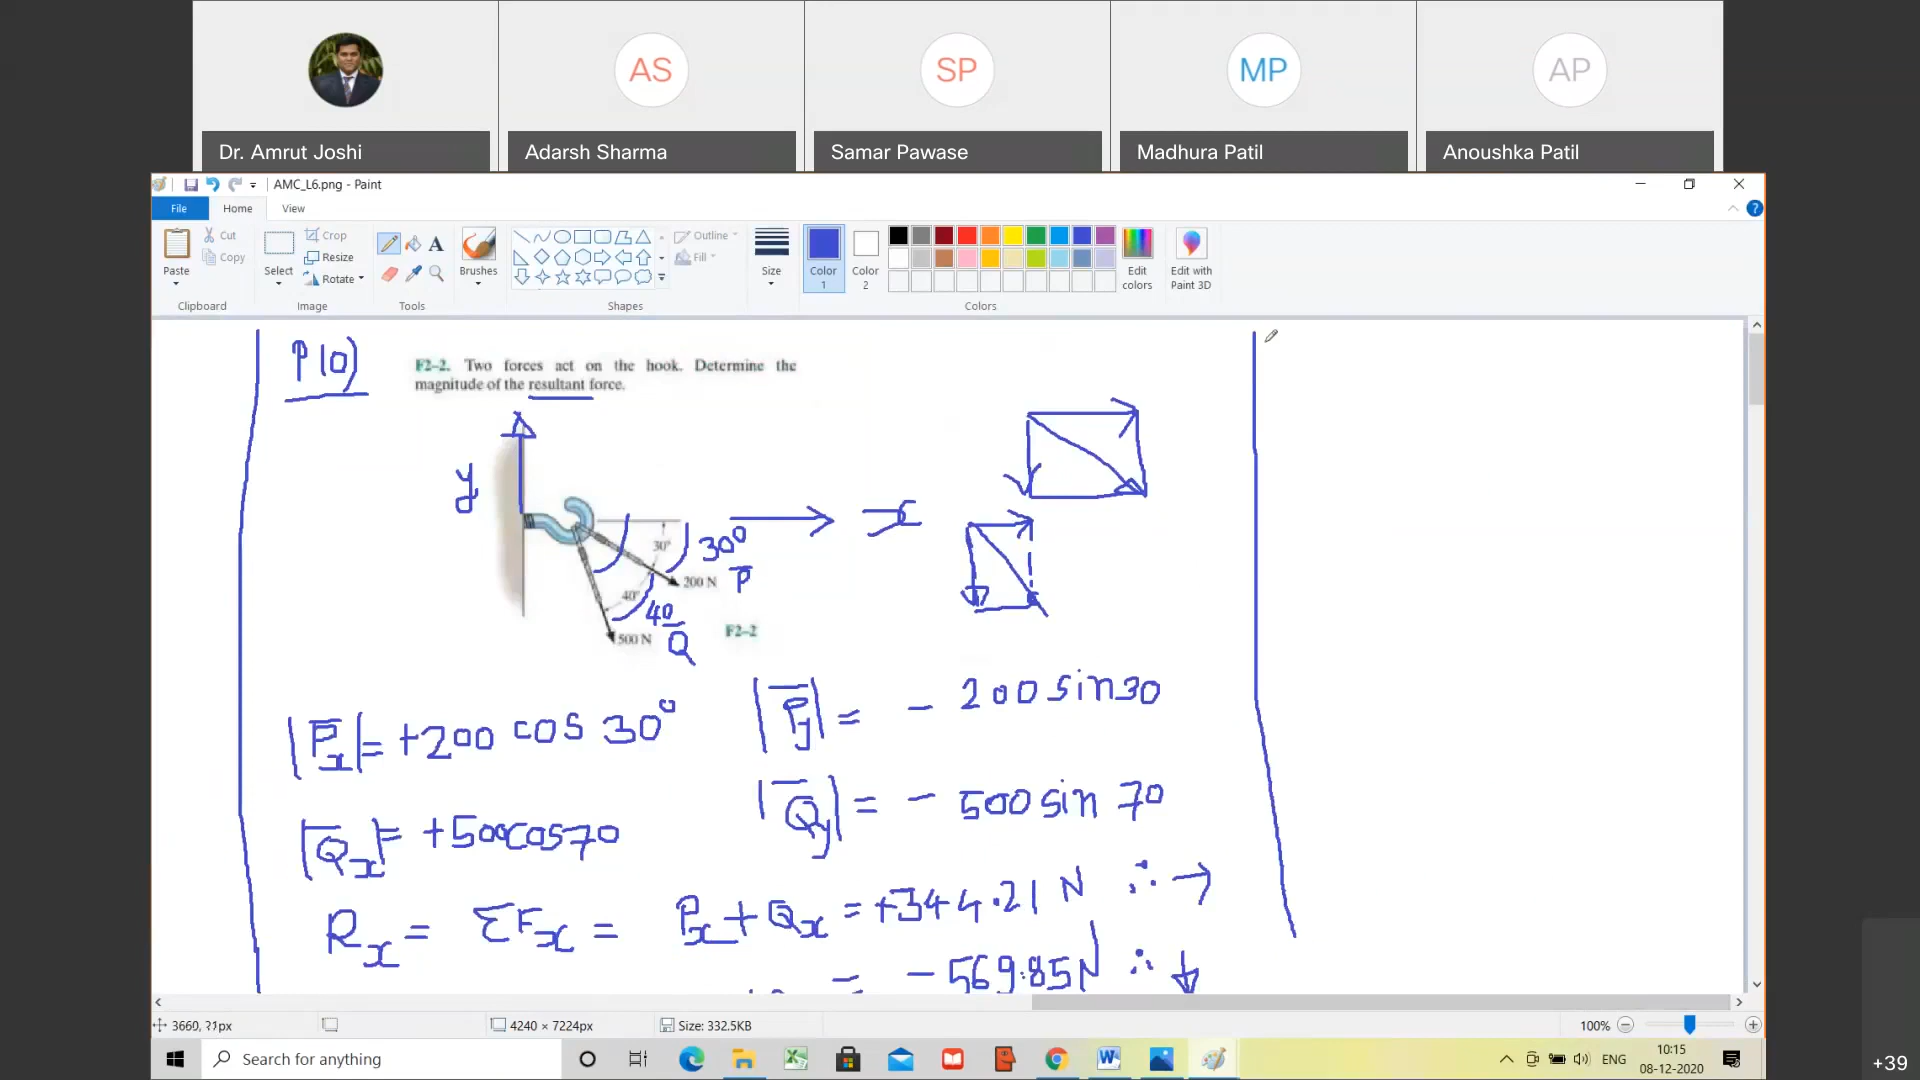 AS
SP
MP
AP
Dr. Amrut Joshi
Adarsh Sharma
Samar Pawase
Madhura Patil
Anoushka Patil
AMC_L6.png - Paint
File
Home
View
Paste
Cut
Copy
Clipboard
Select
Crop
Resize
Rotate
Image
A
Tools
Brushes
Outline
Fill
Shapes
Size
Color 1
Color 2
Edit colors
Edit with Paint 3D
Colors
P10)
F2–2. Two forces act on the hook. Determine the
magnitude of the resultant force.
y
x
30°
30°
200 N
P
40°
40
Q
500 N
F2–2
|Px| = +200 cos 30°
|Py| = - 200 sin 30
|Qx| = +500cos70
|Qy| = - 500 sin 70
Rx = ΣFx = Px + Qx = +344.21 N ∴ →
= - 569.85N ∴ ↓
3660, 21px
4240 × 7224px
Size: 332.5KB
100%
Search for anything
ENG
10:15
08-12-2020
+39